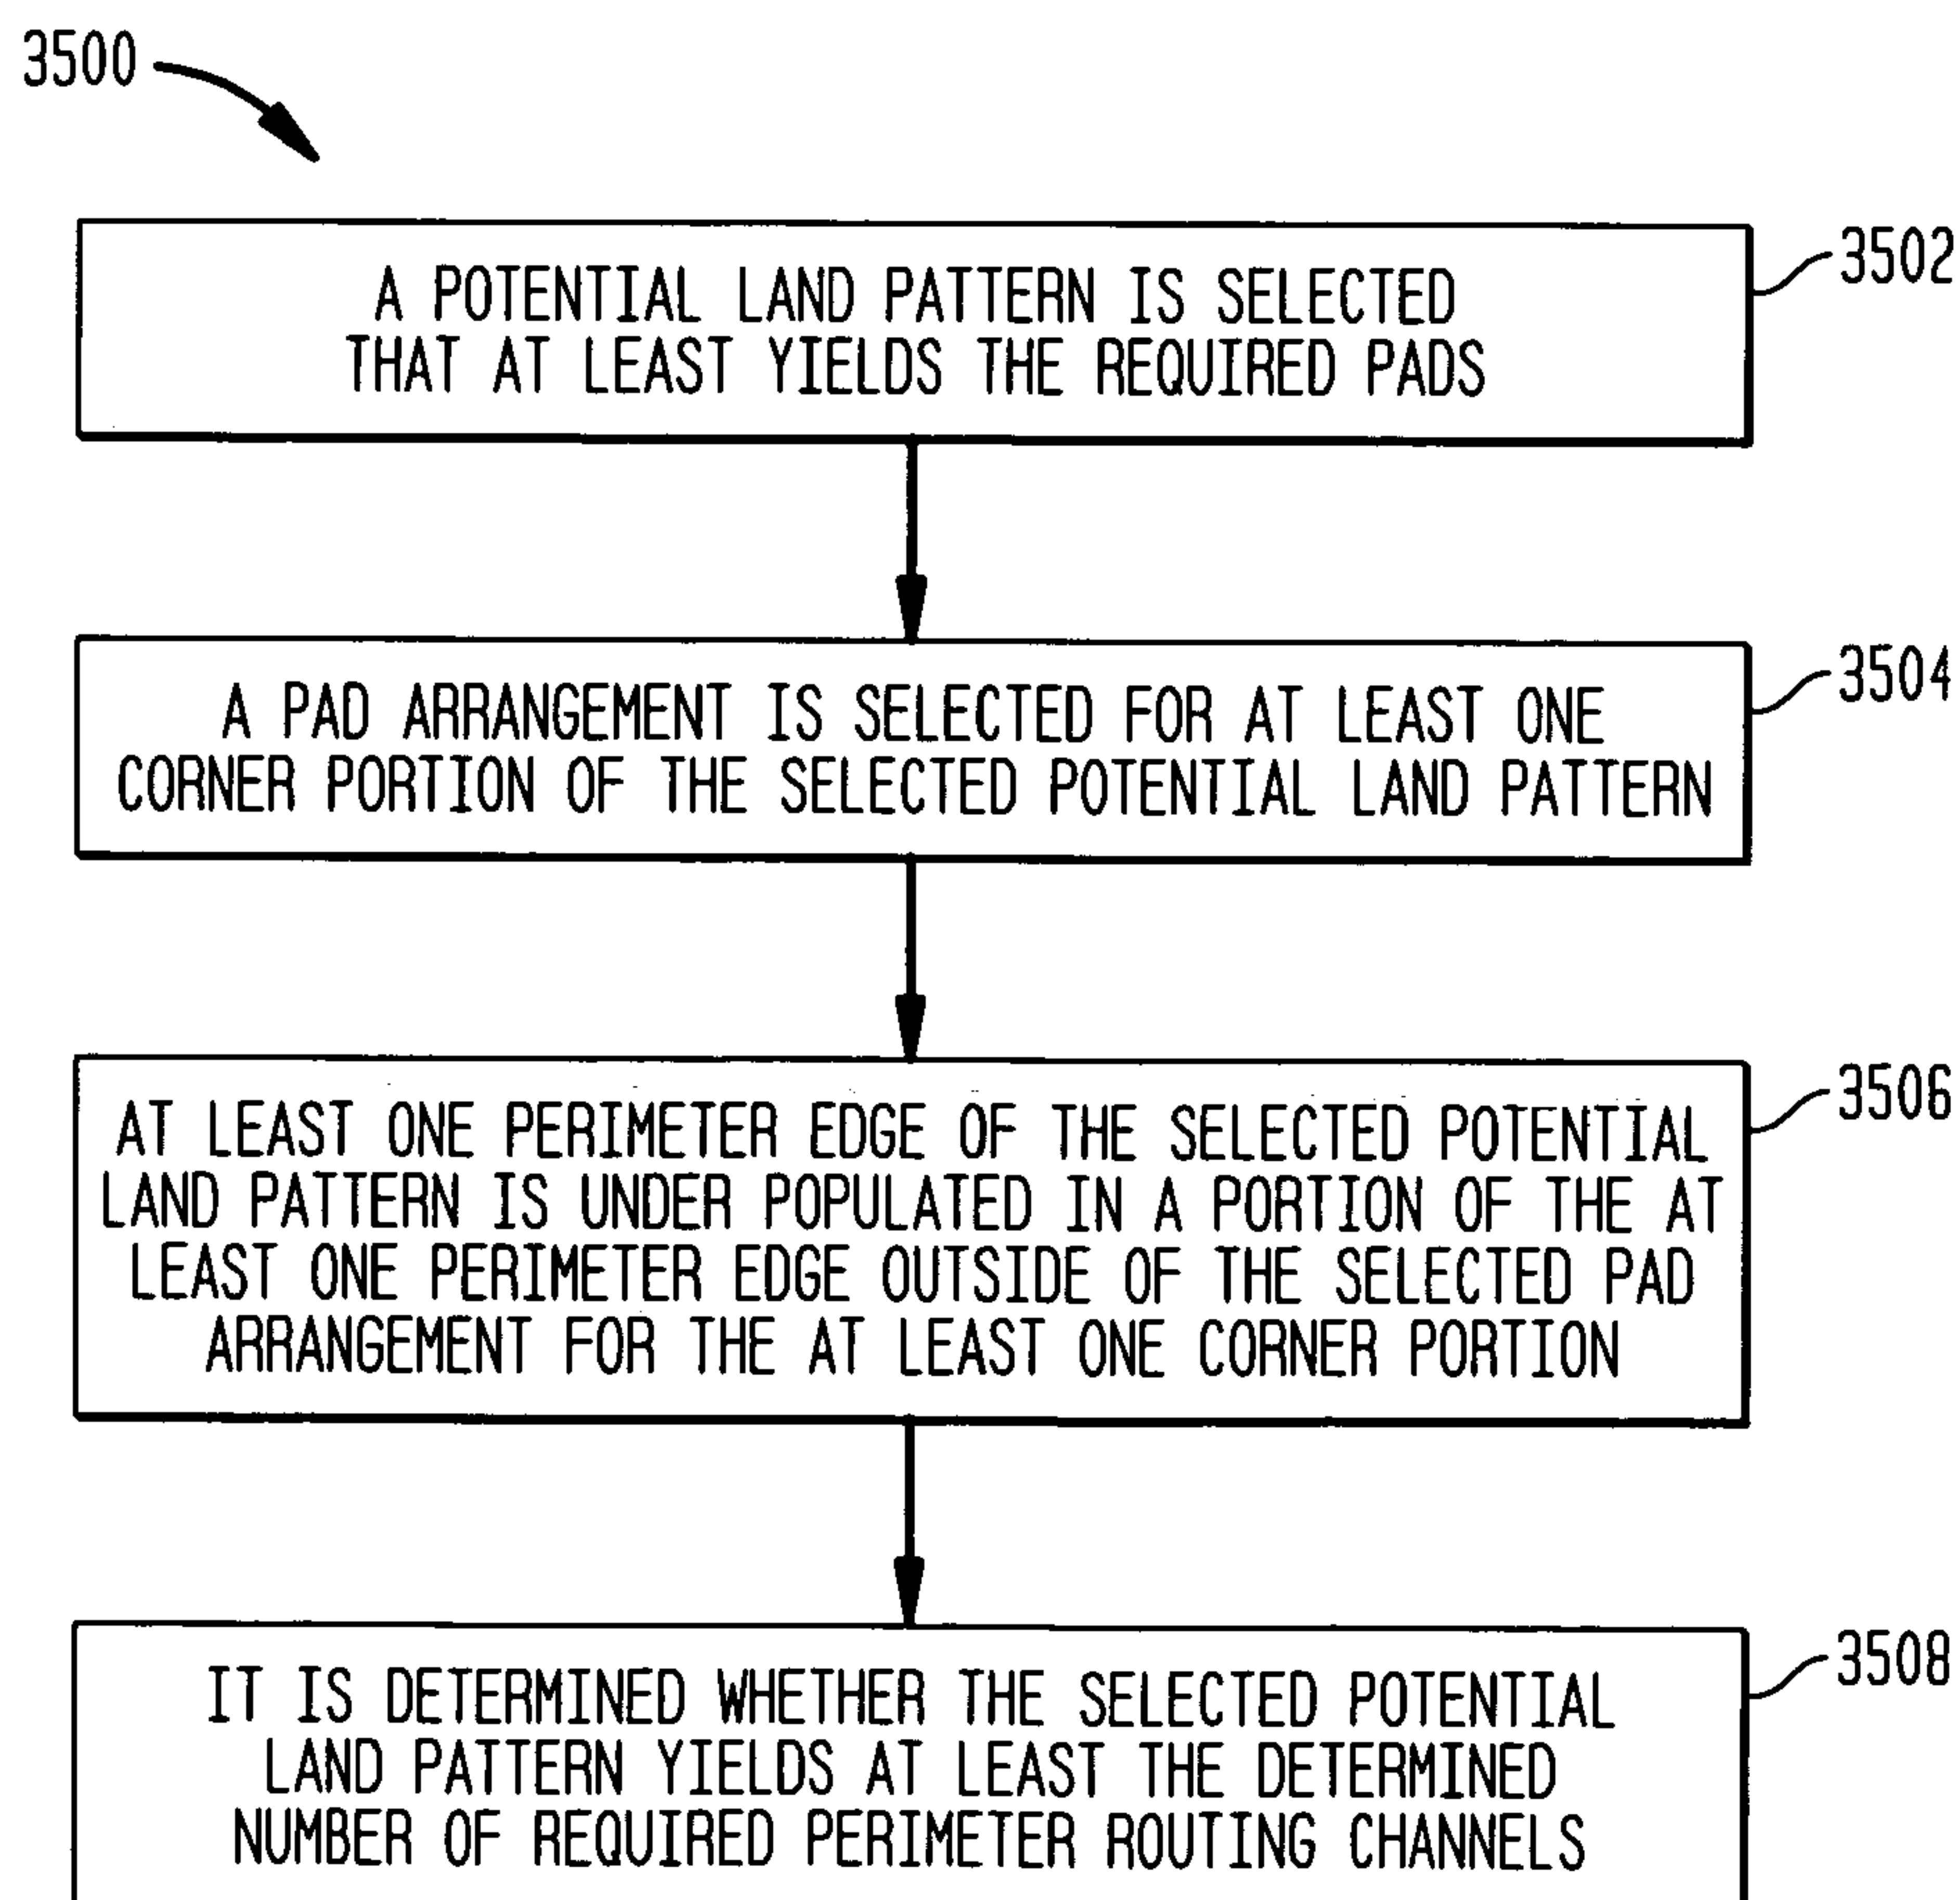 3500
3502
A POTENTIAL LAND PATTERN IS SELECTED
THAT AT LEAST YIELDS THE REQUIRED PADS
3504
A PAD ARRANGEMENT IS SELECTED FOR AT LEAST ONE
CORNER PORTION OF THE SELECTED POTENTIAL LAND PATTERN
3506
AT LEAST ONE PERIMETER EDGE OF THE SELECTED POTENTIAL
LAND PATTERN IS UNDER POPULATED IN A PORTION OF THE AT
LEAST ONE PERIMETER EDGE OUTSIDE OF THE SELECTED PAD
ARRANGEMENT FOR THE AT LEAST ONE CORNER PORTION
3508
IT IS DETERMINED WHETHER THE SELECTED POTENTIAL
LAND PATTERN YIELDS AT LEAST THE DETERMINED
NUMBER OF REQUIRED PERIMETER ROUTING CHANNELS